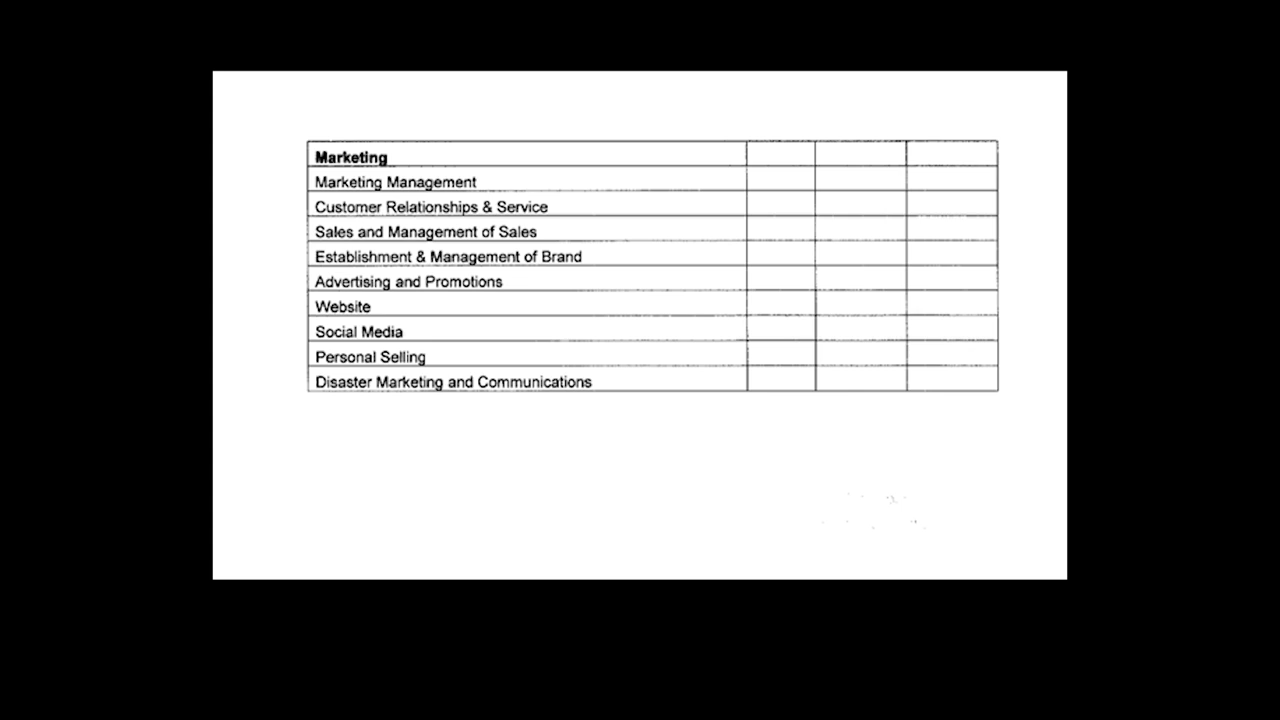 Marketing
Marketing Management
Customer Relationships & Service
Sales and Management of Sales
Establishment & Management of Brand
Advertising and Promotions
Website
Social Media
Personal Selling
Disaster Marketing and Communications